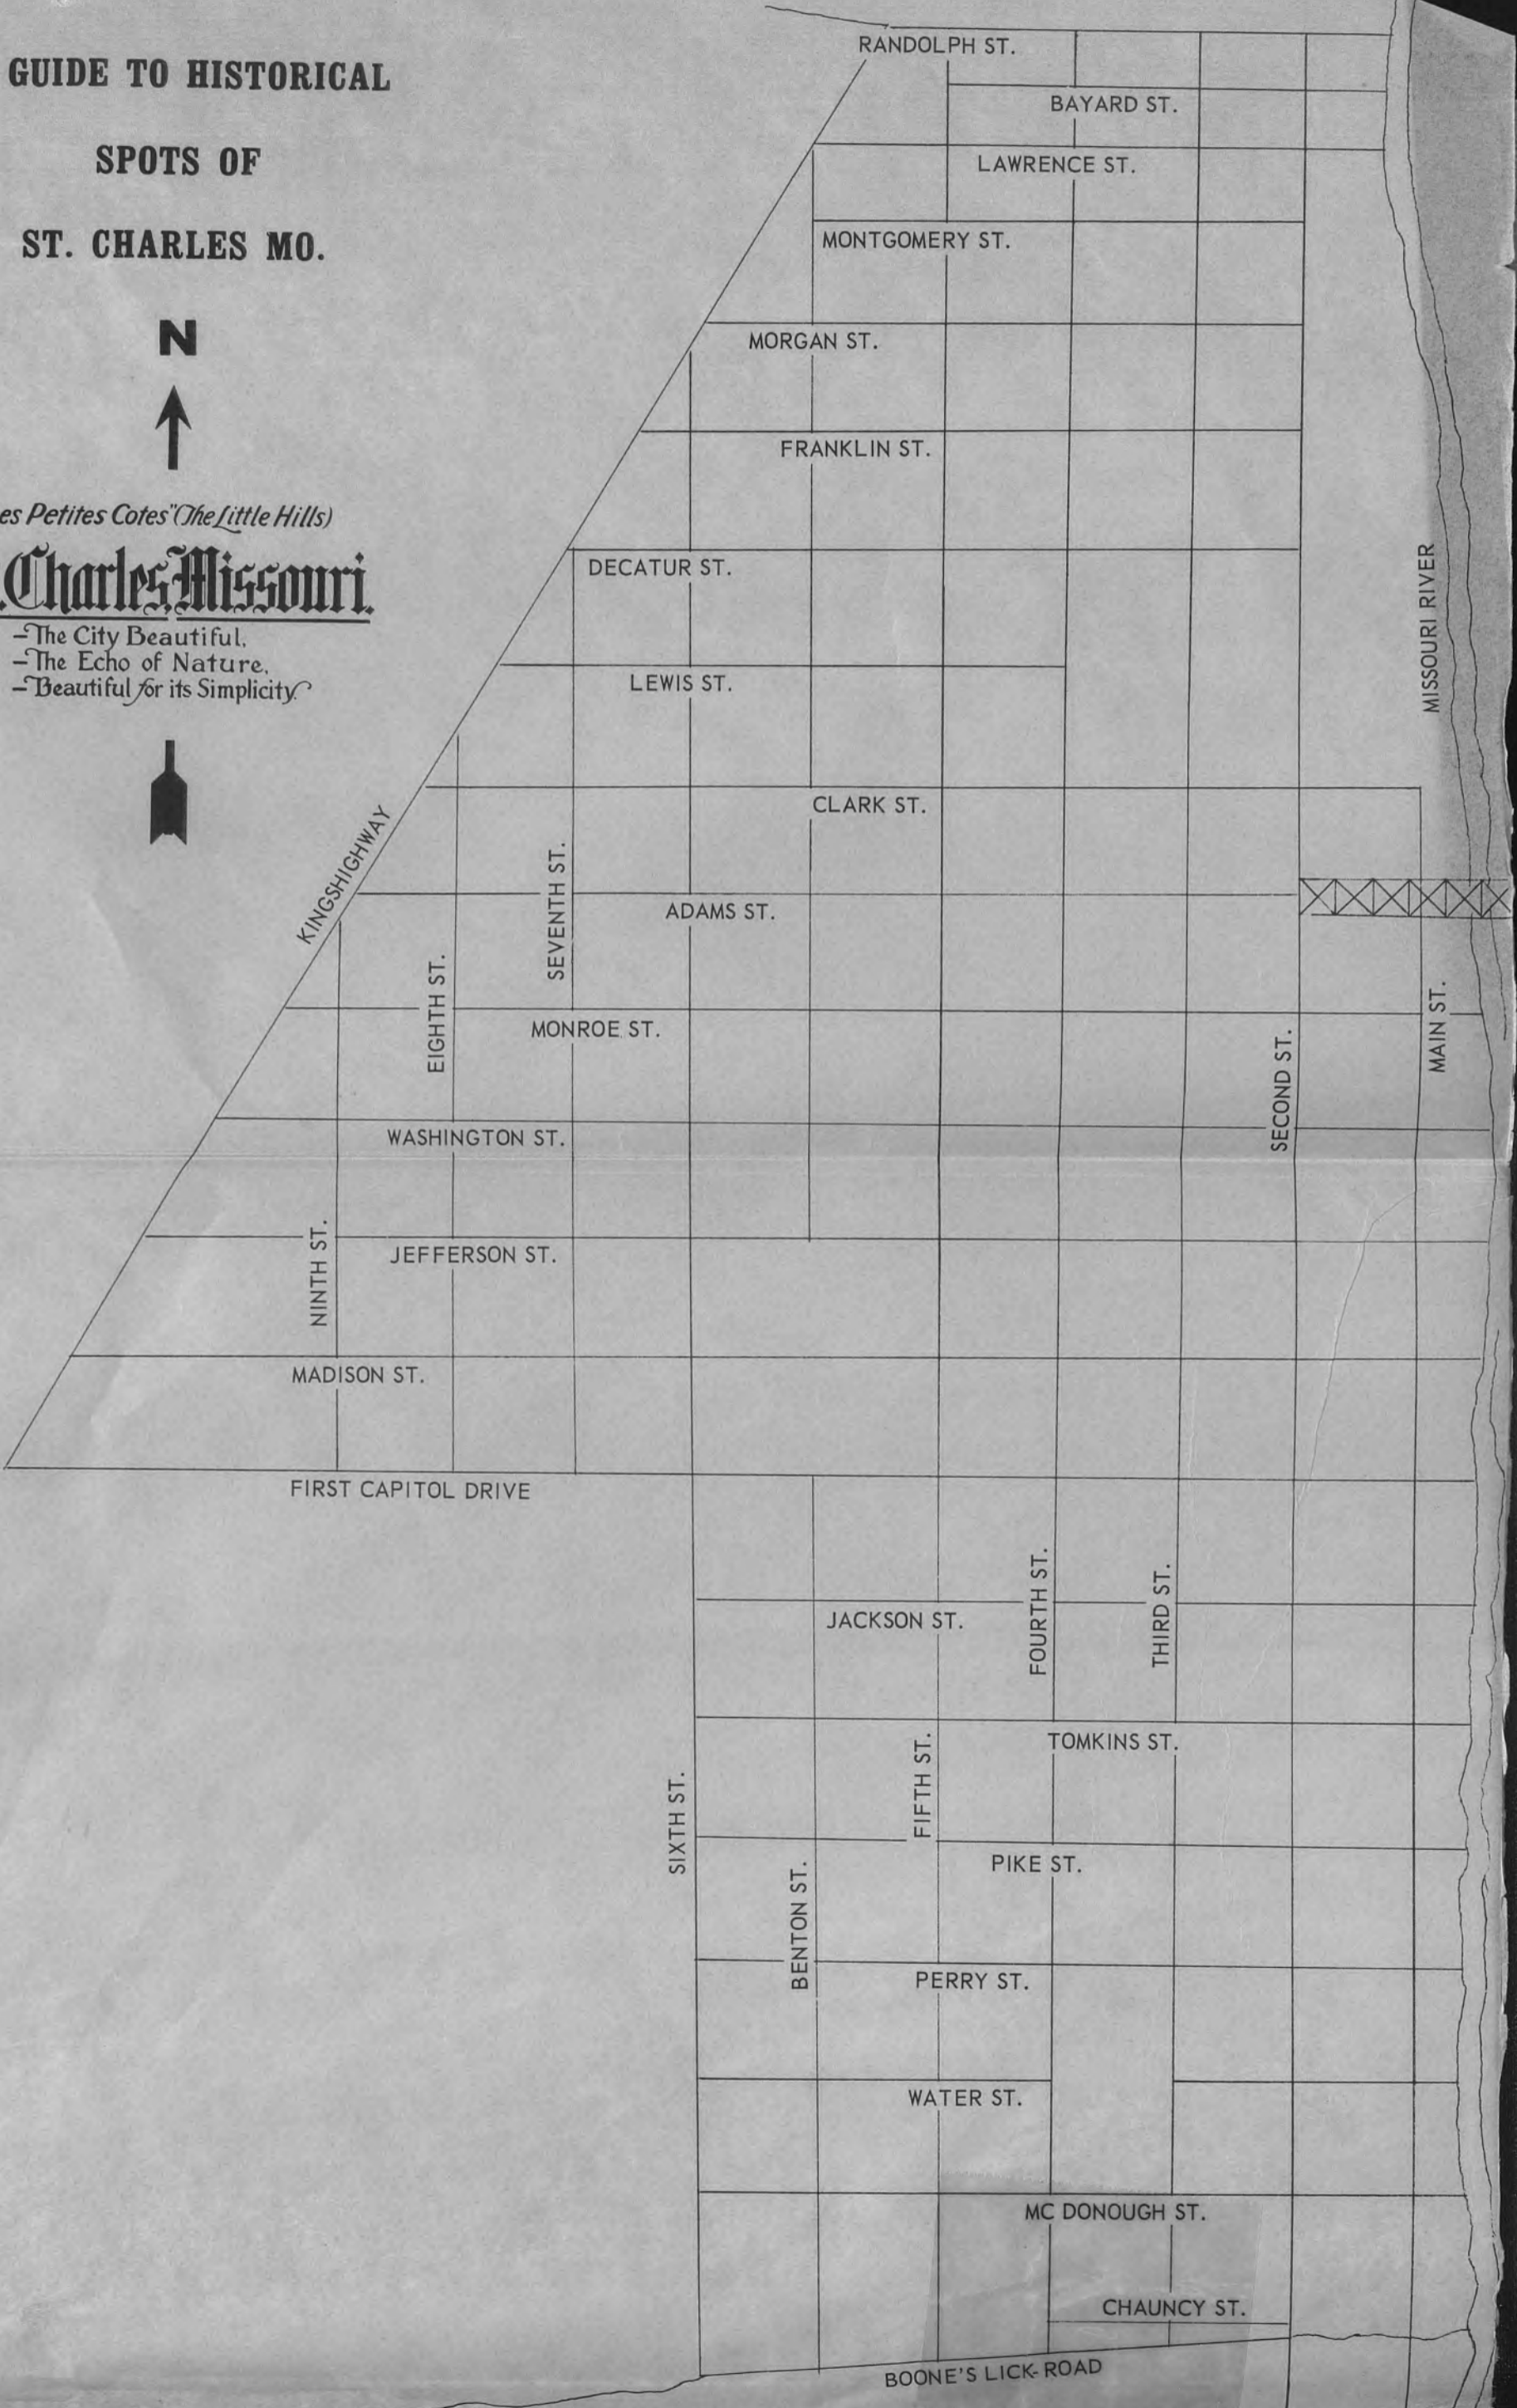 GUIDE TO HISTORICAL
SPOTS OF
ST. CHARLES MO.
N
es Petites Cotes" (The Little Hills)
. Charles, Missouri.
-The City Beautiful.
-The Echo of Nature.
-Beautiful for its Simplicity
RANDOLPH ST.
BAYARD ST.
LAWRENCE ST.
MONTGOMERY ST.
MORGAN ST.
FRANKLIN ST.
DECATUR ST.
LEWIS ST.
MISSOURI RIVER
CLARK ST.
KINGSHIGHWAY
SEVENTH ST.
ADAMS ST.
EIGHTH ST.
MONROE ST.
MAIN ST.
SECOND ST.
WASHINGTON ST.
NINTH ST.
JEFFERSON ST.
MADISON ST.
FIRST CAPITOL DRIVE
FOURTH ST.
THIRD ST.
JACKSON ST.
TOMKINS ST.
FIFTH ST.
SIXTH ST.
PIKE ST.
BENTON ST.
PERRY ST.
WATER ST.
MC DONOUGH ST.
CHAUNCY ST.
BOONE'S LICK-ROAD